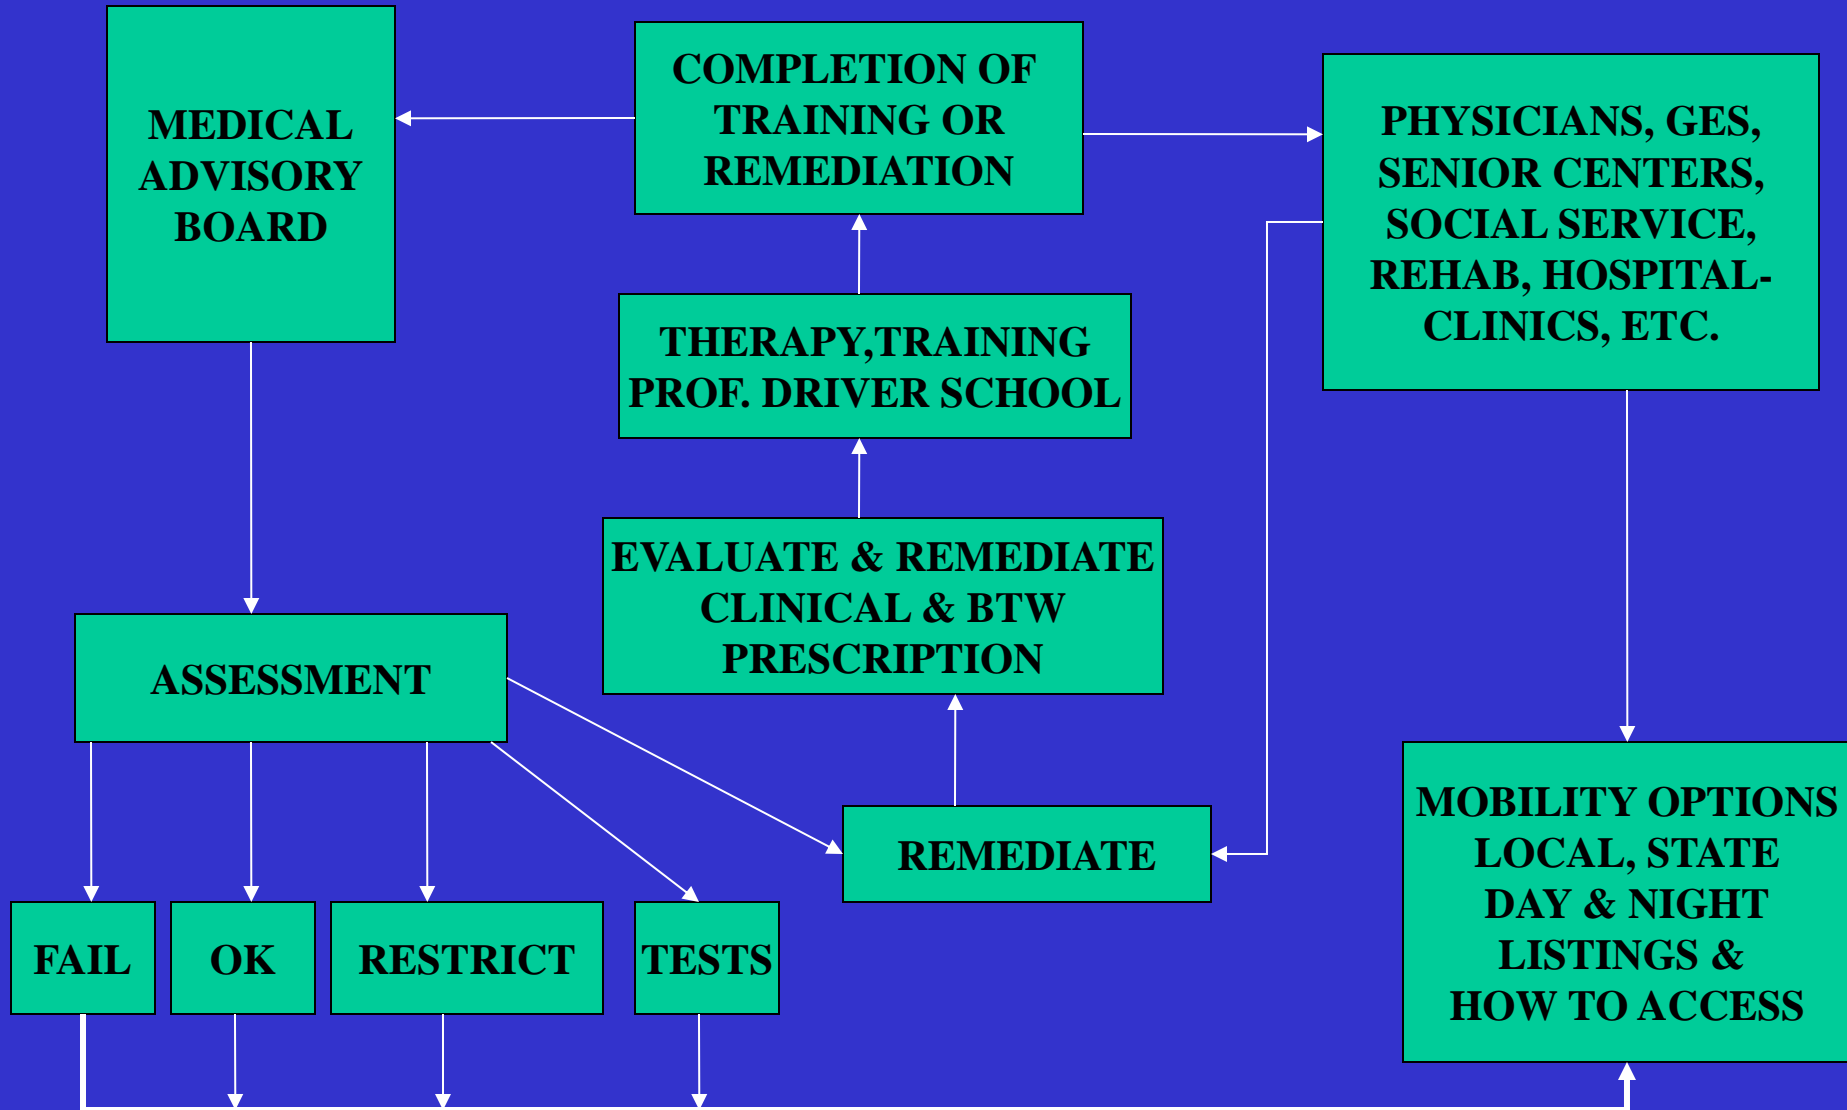 MEDICAL
ADVISORY
BOARD
COMPLETION OF
TRAINING OR
REMEDIATION
PHYSICIANS, GES,
SENIOR CENTERS,
SOCIAL SERVICE,
REHAB, HOSPITAL-
CLINICS, ETC.
THERAPY,TRAINING
PROF. DRIVER SCHOOL
EVALUATE & REMEDIATE
CLINICAL & BTW
PRESCRIPTION
ASSESSMENT
REMEDIATE
MOBILITY OPTIONS
LOCAL, STATE
DAY & NIGHT
LISTINGS &
HOW TO ACCESS
FAIL
OK
RESTRICT
TESTS